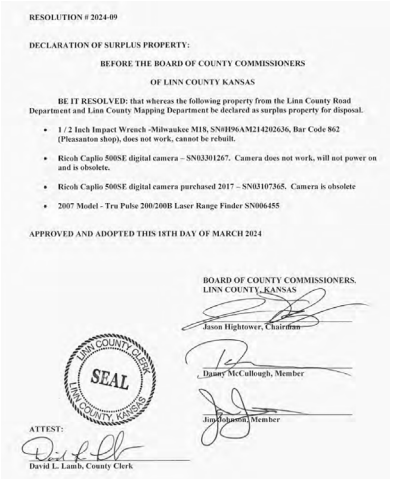 RESOLUTION # 2024-09
DECLARATION OF SURPLUS PROPERTY:
BEFORE THE BOARD OF COUNTY COMMISSIONERS
OF LINN COUNTY KANSAS
BE IT RESOLVED: that whereas the following property from the Linn County Road
Department and Linn County Mapping Department be declared as surplus property for disposal.
• 1 / 2 Inch Impact Wrench -Milwaukee M18, SN#H96AM214202636, Bar Code 862
(Pleasanton shop), does not work, cannot be rebuilt.
• Ricoh Caplio 500SE digital camera – SN03301267. Camera does not work, will not power on
and is obsolete.
• Ricoh Caplio 500SE digital camera purchased 2017 – SN03107365. Camera is obsolete
• 2007 Model - Tru Pulse 200/200B Laser Range Finder SN006455
APPROVED AND ADOPTED THIS 18TH DAY OF MARCH 2024
BOARD OF COUNTY COMMISSIONERS,
LINN COUNTY, KANSAS
Jason Hightower, Chairman
LINN COUNTY CLERK
SEAL
LINN COUNTY, KANSAS
Danny McCullough, Member
Jim Johnson, Member
ATTEST:
David L. Lamb, County Clerk